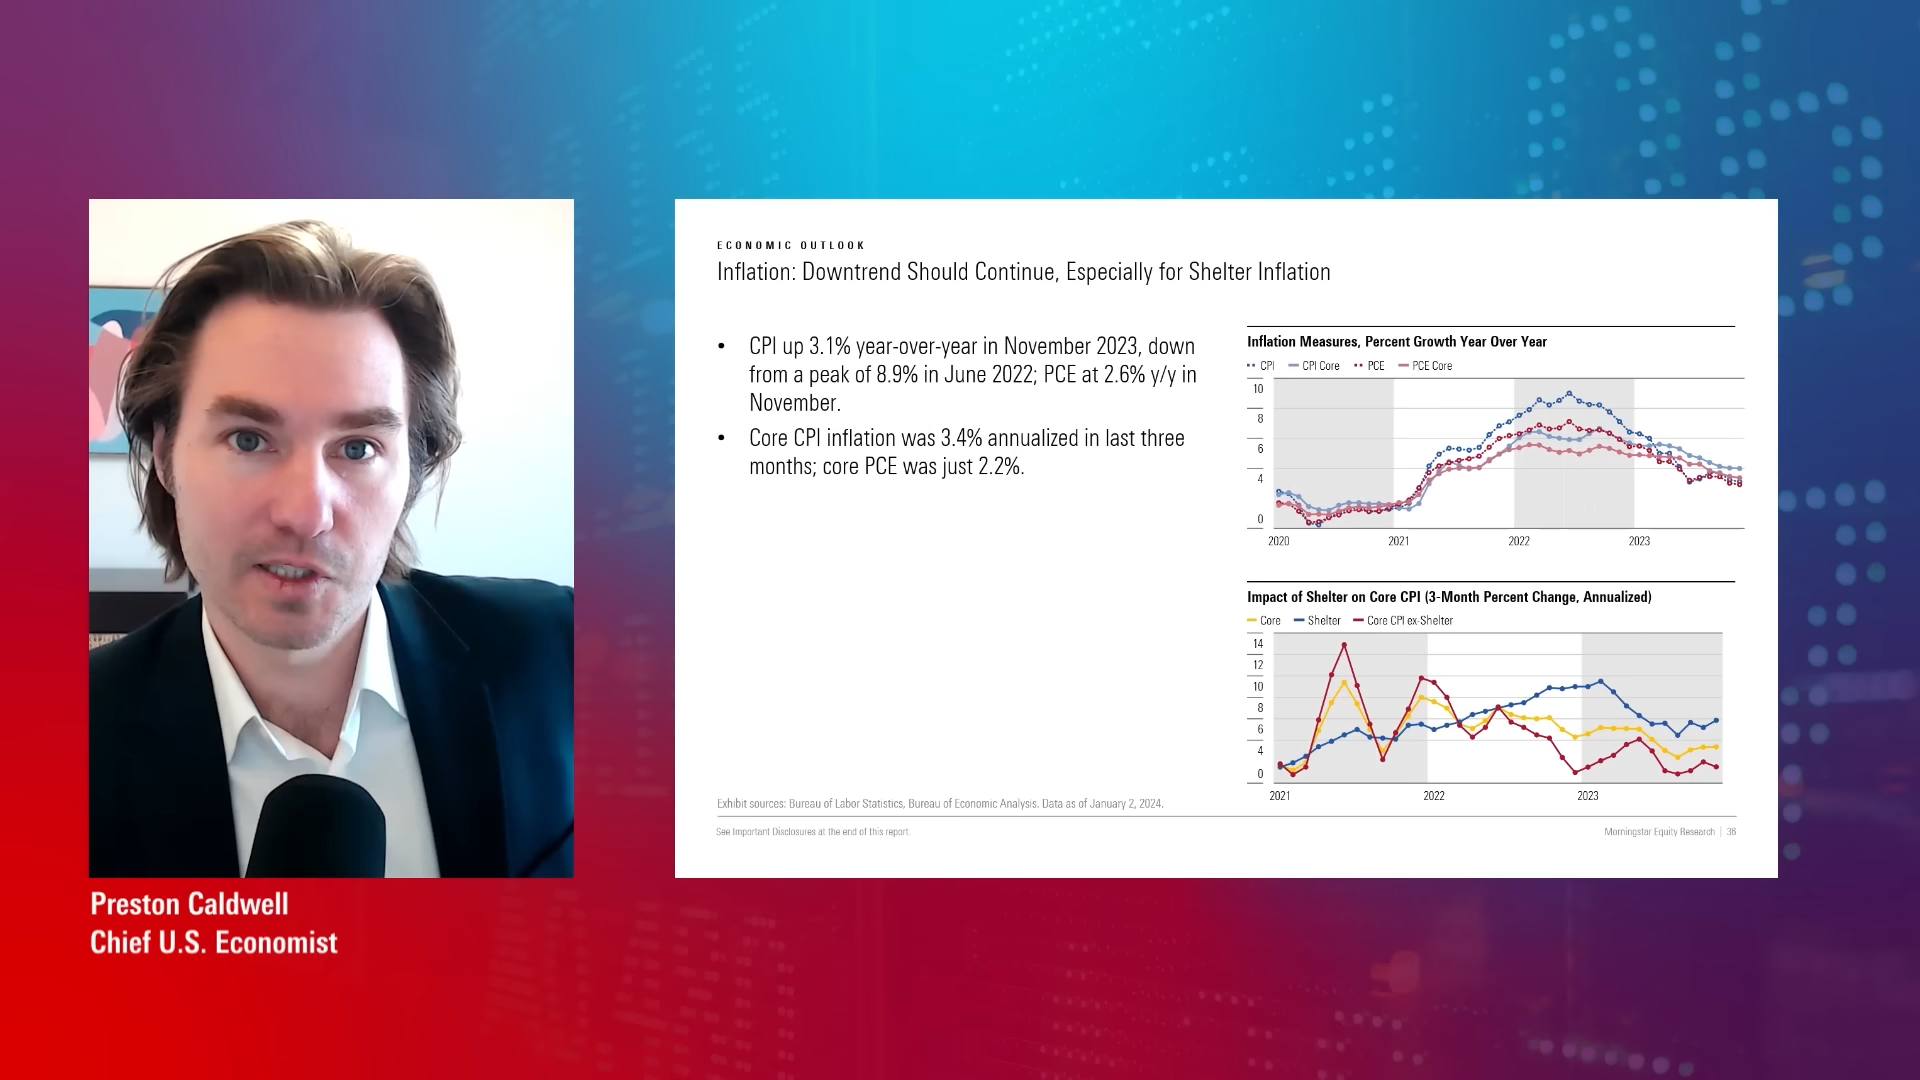 ECONOMIC OUTLOOK
Inflation: Downtrend Should Continue, Especially for Shelter Inflation
• CPI up 3.1% year-over-year in November 2023, down
from a peak of 8.9% in June 2022; PCE at 2.6% y/y in
November.
• Core CPI inflation was 3.4% annualized in last three
months; core PCE was just 2.2%.
Inflation Measures, Percent Growth Year Over Year
CPI CPI Core PCE PCE Core
10
8
6
4
0
2020 2021 2022 2023
Impact of Shelter on Core CPI (3-Month Percent Change, Annualized)
Core Shelter Core CPI ex-Shelter
14
12
10
8
6
4
0
2021 2022 2023
Exhibit sources: Bureau of Labor Statistics, Bureau of Economic Analysis. Data as of January 2, 2024.
See Important Disclosures at the end of this report.
Morningstar Equity Research | 36
Preston Caldwell
Chief U.S. Economist